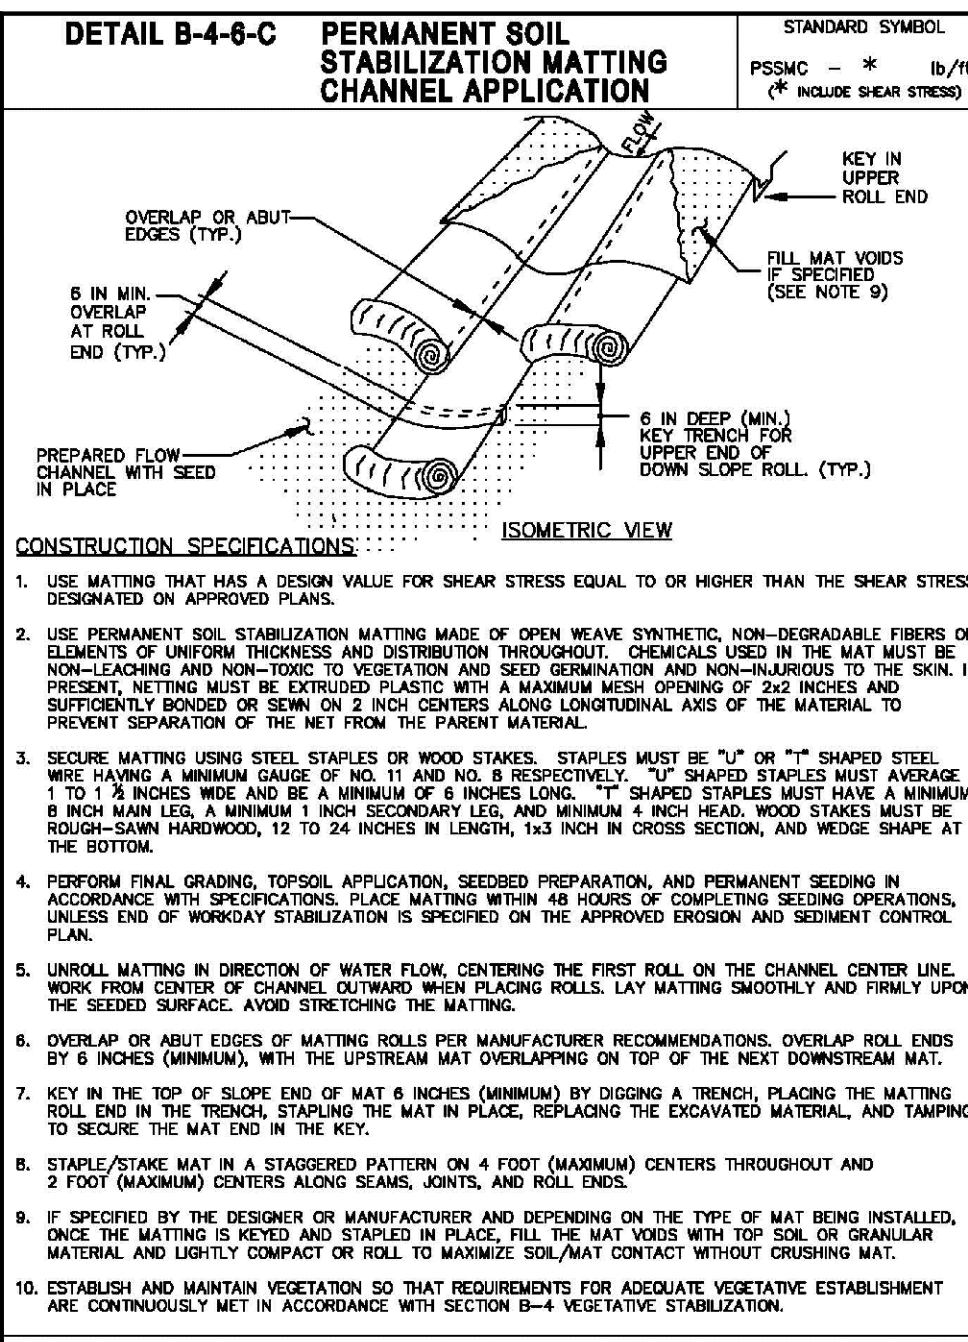 DETAIL B-4-6-C
PERMANENT SOIL
STABILIZATION MATTING
CHANNEL APPLICATION
STANDARD SYMBOL
PSSMC - * lb/ft
(* INCLUDE SHEAR STRESS)
FLOW
KEY IN
UPPER
ROLL END
OVERLAP OR ABUT
EDGES (TYP.)
FILL MAT VOIDS
IF SPECIFIED
(SEE NOTE 9)
6 IN MIN.
OVERLAP
AT ROLL
END (TYP.)
6 IN DEEP (MIN.)
KEY TRENCH FOR
UPPER END OF
DOWN SLOPE ROLL. (TYP.)
PREPARED FLOW
CHANNEL WITH SEED
IN PLACE
ISOMETRIC VIEW
CONSTRUCTION SPECIFICATIONS:
1. USE MATTING THAT HAS A DESIGN VALUE FOR SHEAR STRESS EQUAL TO OR HIGHER THAN THE SHEAR STRESS
DESIGNATED ON APPROVED PLANS.
2. USE PERMANENT SOIL STABILIZATION MATTING MADE OF OPEN WEAVE SYNTHETIC, NON-DEGRADABLE FIBERS OR
ELEMENTS OF UNIFORM THICKNESS AND DISTRIBUTION THROUGHOUT. CHEMICALS USED IN THE MAT MUST BE
NON-LEACHING AND NON-TOXIC TO VEGETATION AND SEED GERMINATION AND NON-INJURIOUS TO THE SKIN.
PRESENT, NETTING MUST BE EXTRUDED PLASTIC WITH A MAXIMUM MESH OPENING OF 2x2 INCHES AND
SUFFICIENTLY BONDED OR SEWN ON 2 INCH CENTERS ALONG LONGITUDINAL AXIS OF THE MATERIAL TO
PREVENT SEPARATION OF THE NET FROM THE PARENT MATERIAL.
3. SECURE MATTING USING STEEL STAPLES OR WOOD STAKES. STAPLES MUST BE "U" OR "T" SHAPED STEEL
WIRE HAVING A MINIMUM GAUGE OF NO. 11 AND NO. 8 RESPECTIVELY. "U" SHAPED STAPLES MUST AVERAGE
1 TO 1 ½ INCHES WIDE AND BE A MINIMUM OF 6 INCHES LONG. "T" SHAPED STAPLES MUST HAVE A MINIMUM
8 INCH MAIN LEG, A MINIMUM 1 INCH SECONDARY LEG, AND MINIMUM 4 INCH HEAD. WOOD STAKES MUST BE
ROUGH-SAWN HARDWOOD, 12 TO 24 INCHES IN LENGTH, 1x3 INCH IN CROSS SECTION, AND WEDGE SHAPE AT
THE BOTTOM.
4. PERFORM FINAL GRADING, TOPSOIL APPLICATION, SEEDBED PREPARATION, AND PERMANENT SEEDING IN
ACCORDANCE WITH SPECIFICATIONS. PLACE MATTING WITHIN 48 HOURS OF COMPLETING SEEDING OPERATIONS,
UNLESS END OF WORKDAY STABILIZATION IS SPECIFIED ON THE APPROVED EROSION AND SEDIMENT CONTROL
PLAN.
5. UNROLL MATTING IN DIRECTION OF WATER FLOW, CENTERING THE FIRST ROLL ON THE CHANNEL CENTER LINE.
WORK FROM CENTER OF CHANNEL OUTWARD WHEN PLACING ROLLS. LAY MATTING SMOOTHLY AND FIRMLY UPON
THE SEEDED SURFACE. AVOID STRETCHING THE MATTING.
6. OVERLAP OR ABUT EDGES OF MATTING ROLLS PER MANUFACTURER RECOMMENDATIONS. OVERLAP ROLL ENDS
BY 6 INCHES (MINIMUM), WITH THE UPSTREAM MAT OVERLAPPING ON TOP OF THE NEXT DOWNSTREAM MAT.
7. KEY IN THE TOP OF SLOPE END OF MAT 6 INCHES (MINIMUM) BY DIGGING A TRENCH, PLACING THE MATTING
ROLL END IN THE TRENCH, STAPLING THE MAT IN PLACE, REPLACING THE EXCAVATED MATERIAL, AND TAMPING
TO SECURE THE MAT END IN THE KEY.
8. STAPLE/STAKE MAT IN A STAGGERED PATTERN ON 4 FOOT (MAXIMUM) CENTERS THROUGHOUT AND
2 FOOT (MAXIMUM) CENTERS ALONG SEAMS, JOINTS, AND ROLL ENDS.
9. IF SPECIFIED BY THE DESIGNER OR MANUFACTURER AND DEPENDING ON THE TYPE OF MAT BEING INSTALLED,
ONCE THE MATTING IS KEYED AND STAPLED IN PLACE, FILL THE MAT VOIDS WITH TOP SOIL OR GRANULAR
MATERIAL AND LIGHTLY COMPACT OR ROLL TO MAXIMIZE SOIL/MAT CONTACT WITHOUT CRUSHING MAT.
10. ESTABLISH AND MAINTAIN VEGETATION SO THAT REQUIREMENTS FOR ADEQUATE VEGETATIVE ESTABLISHMENT
ARE CONTINUOUSLY MET IN ACCORDANCE WITH SECTION B-4 VEGETATIVE STABILIZATION.